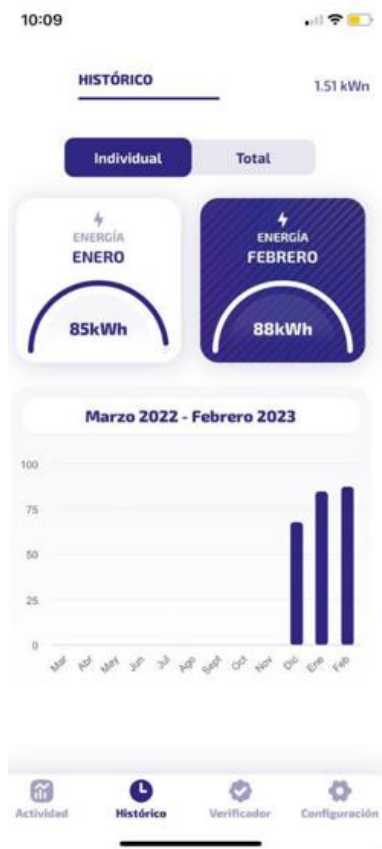 10:09
HISTÓRICO
1.51 kWn
Individual Total
ENERGÍA
ENERO
85kWh
ENERGÍA
FEBRERO
88kWh
Marzo 2022 - Febrero 2023
100
75
50
25
0
Mar Abr May Jun Jul Ago Sept Oct Nov Dic Ene Feb
Actividad Histórico Verificador Configuración